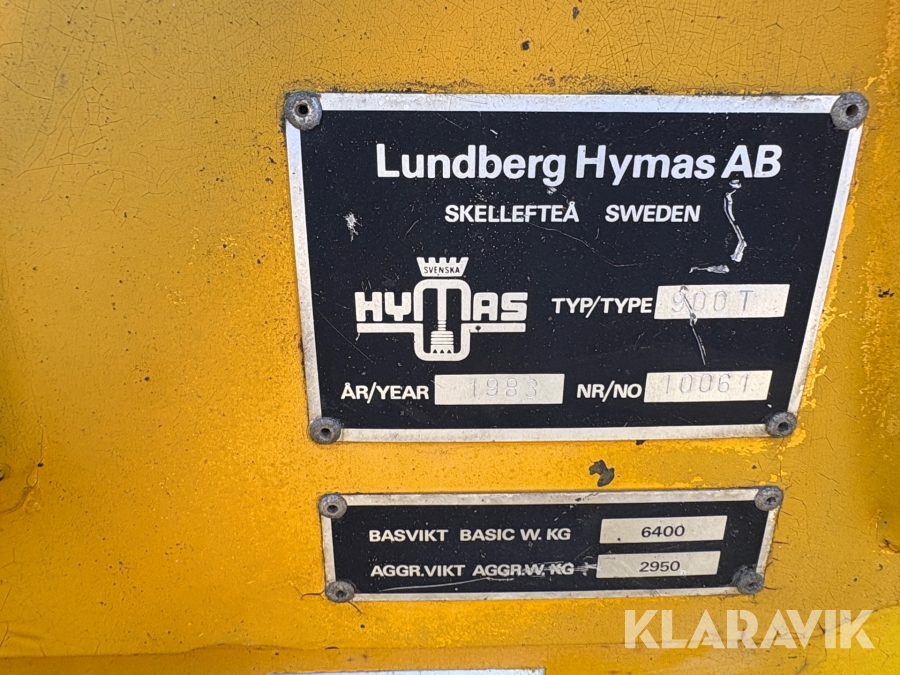 Lundberg Hymas AB
SKELLEFTEÅ SWEDEN
SVENSKA
HYMAS
TYP/TYPE 900 T
ÅR/YEAR 1983 NR/NO 10061
BASVIKT BASIC W. KG 6400
AGGR.VIKT AGGR.W. KG 2950
KLARAVIK